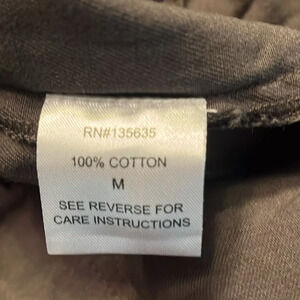 RN#135635
100% COTTON
M
SEE REVERSE FOR
CARE INSTRUCTIONS